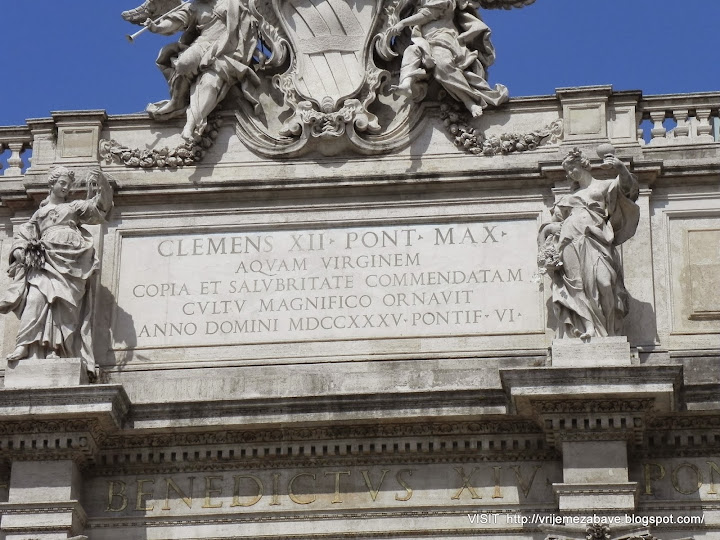 CLEMENS XII · PONT · MAX ·
AQVAM VIRGINEM
COPIA ET SALVBRITATE COMMENDATAM
CVLTV MAGNIFICO ORNAVIT
ANNO DOMINI MDCCXXXV · PONTIF · VI ·
BENEDICTVS XIV PON
VISIT http://vrijemezabave.blogspot.com/